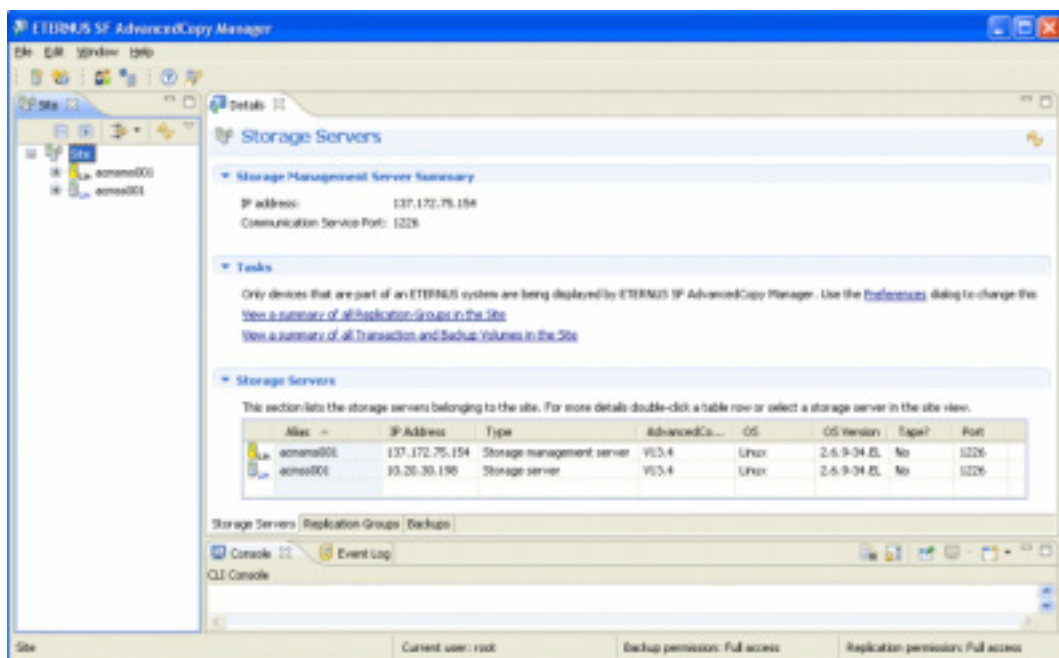 ETERNUS SF AdvancedCopy Manager
File Edit Window Help
Site
Details
Site
acmsms001
acmss001
Storage Servers
Storage Management Server Summary
IP address: 137.172.75.154
Communication Service Port: 1226
Tasks
Only devices that are part of an ETERNUS system are being displayed by ETERNUS SF AdvancedCopy Manager. Use the Preferences dialog to change this
View a summary of all Replication Groups in the Site
View a summary of all Transaction and Backup Volumes in the Site
Storage Servers
This section lists the storage servers belonging to the site. For more details double-click a table row or select a storage server in the site view.
Alias IP Address Type AdvancedCo... OS OS Version Tape? Port
acmsms001 137.172.75.154 Storage management server V13.4 Linux 2.6.9-34.EL No 1226
acmss001 10.20.30.198 Storage server V13.4 Linux 2.6.9-34.EL No 1226
Storage Servers Replication Groups Backups
Console Event Log
CLI Console
Site Current user: root Backup permission: Full access Replication permission: Full access